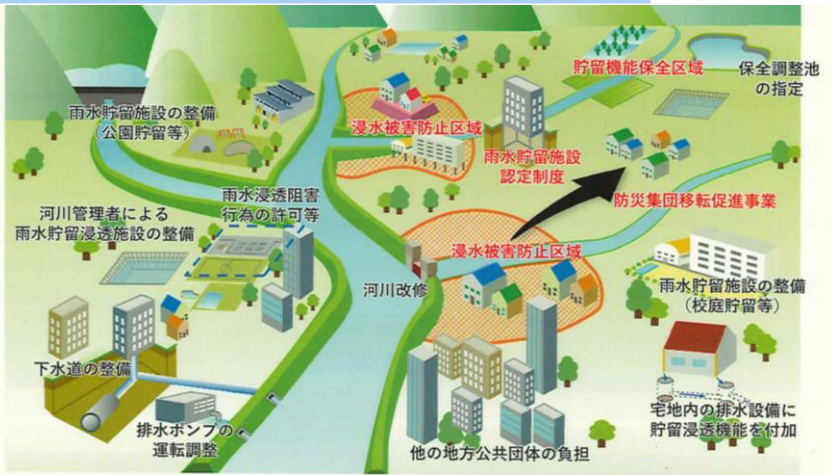 貯留機能保全区域
保全調整池
の指定
雨水貯留施設の整備
(公園貯留等)
浸水被害防止区域
雨水貯留施設
認定制度
雨水浸透阻害
行為の許可等
防災集団移転促進事業
河川管理者による
雨水貯留浸透施設の整備
浸水被害防止区域
河川改修
雨水貯留施設の整備
(校庭貯留等)
下水道の整備
排水ポンプの
運転調整
宅地内の排水設備に
貯留浸透機能を付加
他の地方公共団体の負担